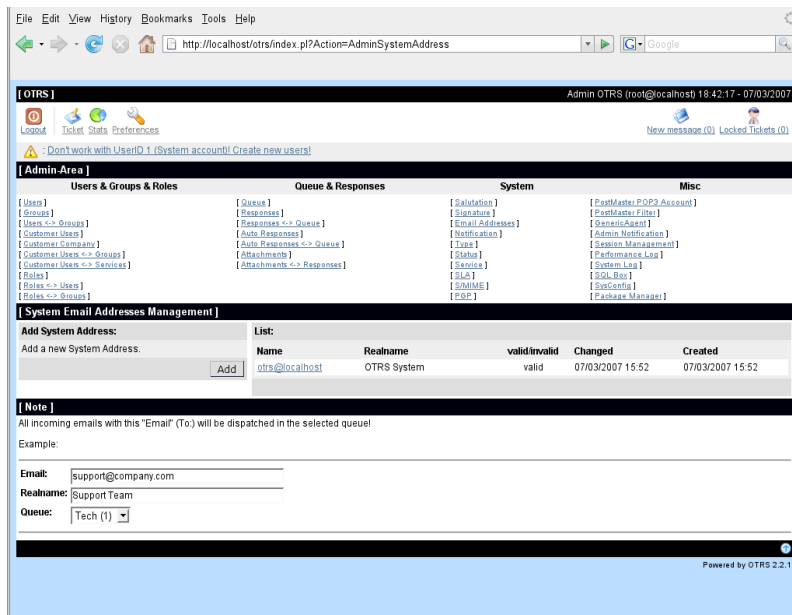 File Edit View History Bookmarks Tools Help
http://localhost/otrs/index.pl?Action=AdminSystemAddress
G Google
[ OTRS ]
Admin OTRS (root@localhost) 18:42:17 - 07/03/2007
Logout Ticket Stats Preferences
New message (0) Locked Tickets (0)
: Don't work with UserID 1 (System account)! Create new users!
[ Admin-Area ]
Users & Groups & Roles Queue & Responses System Misc
[ Users ] [ Queue ] [ Salutation ] [ PostMaster POP3 Account ]
[ Groups ] [ Responses ] [ Signature ] [ PostMaster Filter ]
[ Users <-> Groups ] [ Responses <-> Queue ] [ Email Addresses ] [ GenericAgent ]
[ Customer Users ] [ Auto Responses ] [ Notification ] [ Admin Notification ]
[ Customer Company ] [ Auto Responses <-> Queue ] [ Type ] [ Session Management ]
[ Customer Users <-> Groups ] [ Attachments ] [ Status ] [ Performance Log ]
[ Customer Users <-> Services ] [ Attachments <-> Responses ] [ Service ] [ System Log ]
[ Roles ] [ SLA ] [ SQL Box ]
[ Roles <-> Users ] [ S/MIME ] [ SysConfig ]
[ Roles <-> Groups ] [ PGP ] [ Package Manager ]
[ System Email Addresses Management ]
Add System Address: List:
Add a new System Address. Name Realname valid/invalid Changed Created
Add otrs@localhost OTRS System valid 07/03/2007 15:52 07/03/2007 15:52
[ Note ]
All incoming emails with this "Email" (To:) will be dispatched in the selected queue!
Example:
Email: support@company.com
Realname: Support Team
Queue: Tech (1)
Powered by OTRS 2.2.1